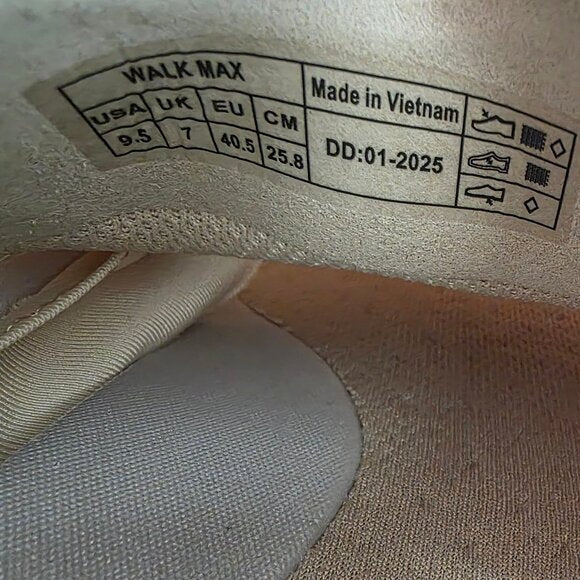 WALK MAX
USA UK EU CM
9.5 7 40.5 25.8
Made in Vietnam
DD:01-2025